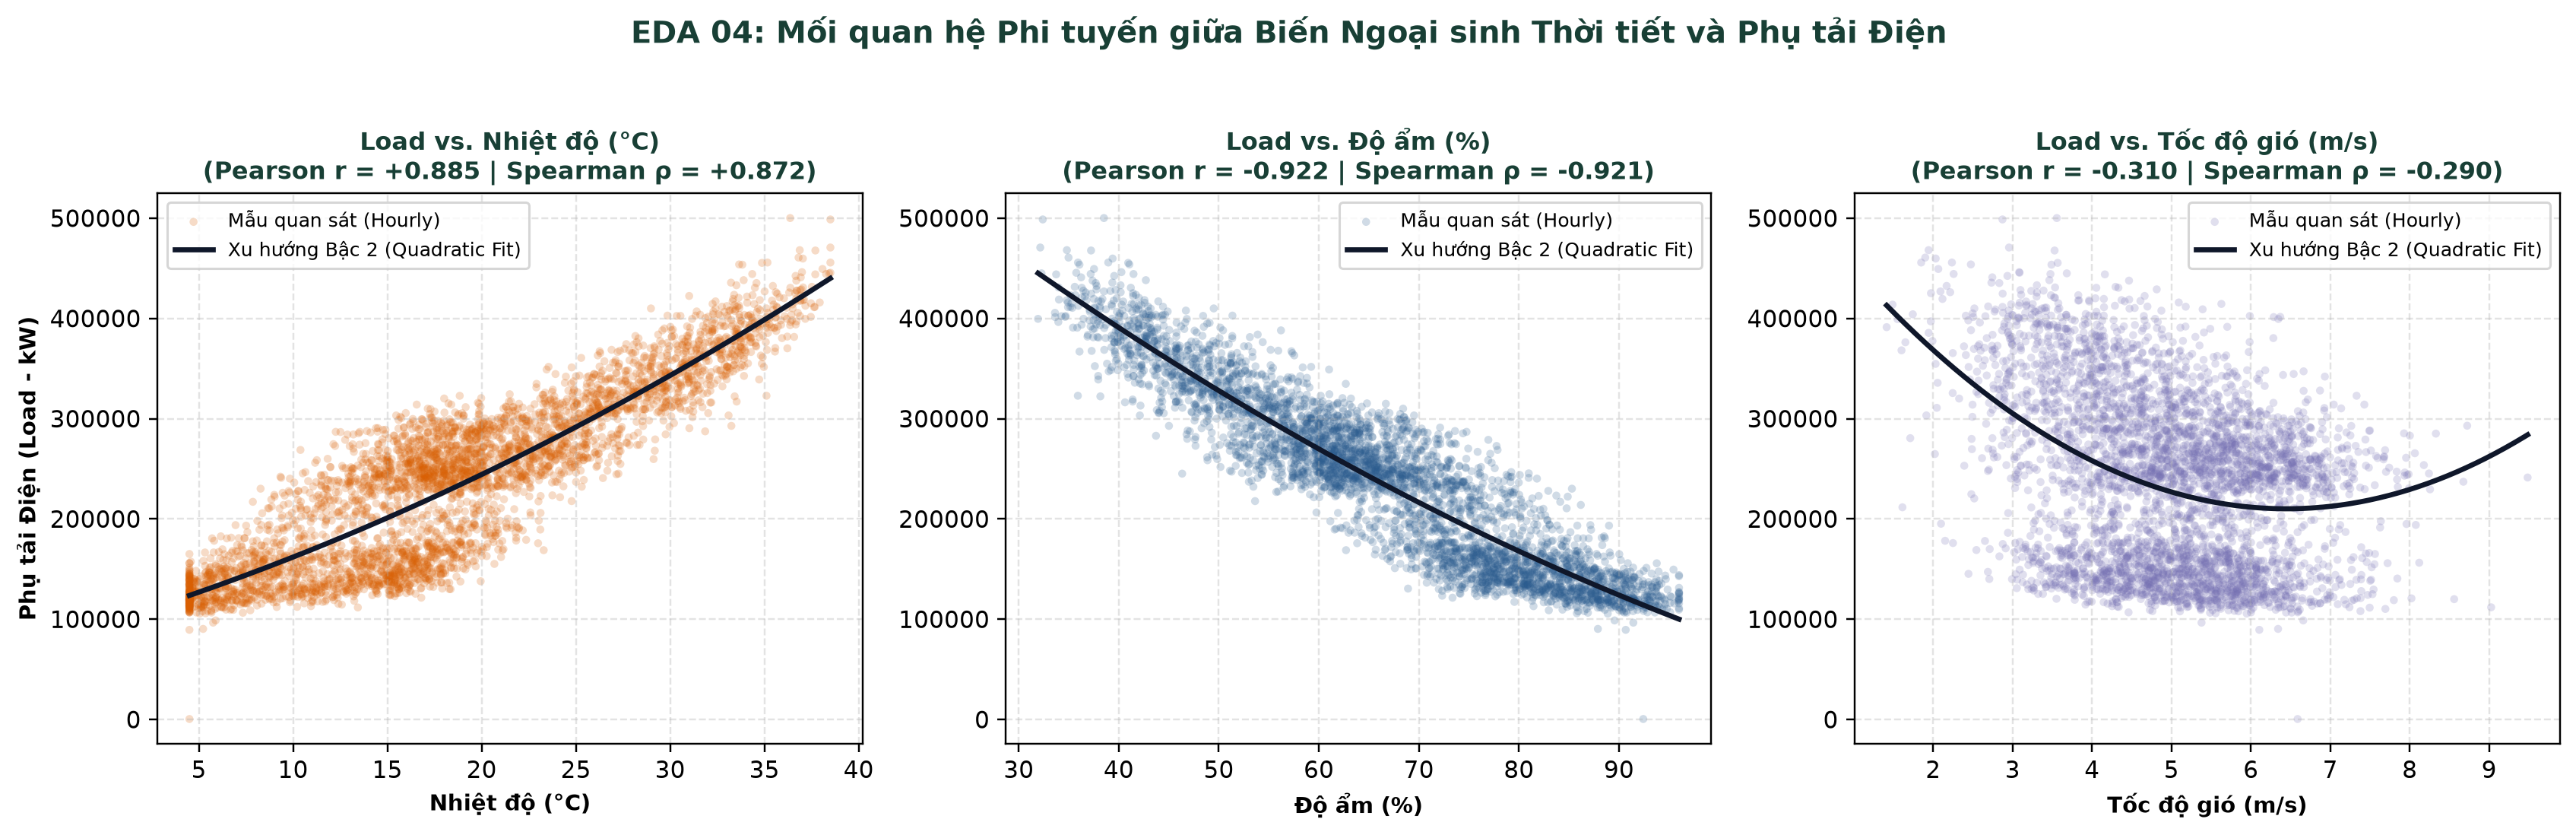 EDA 04: Mối quan hệ Phi tuyến giữa Biến Ngoại sinh Thời tiết và Phụ tải Điện
Load vs. Nhiệt độ (°C)
(Pearson r = +0.885 | Spearman ρ = +0.872)
Mẫu quan sát (Hourly)
Xu hướng Bậc 2 (Quadratic Fit)
Phụ tải Điện (Load - kW)
500000
400000
300000
200000
100000
0
5 10 15 20 25 30 35 40
Nhiệt độ (°C)
Load vs. Độ ẩm (%)
(Pearson r = -0.922 | Spearman ρ = -0.921)
Mẫu quan sát (Hourly)
Xu hướng Bậc 2 (Quadratic Fit)
500000
400000
300000
200000
100000
0
30 40 50 60 70 80 90
Độ ẩm (%)
Load vs. Tốc độ gió (m/s)
(Pearson r = -0.310 | Spearman ρ = -0.290)
Mẫu quan sát (Hourly)
Xu hướng Bậc 2 (Quadratic Fit)
500000
400000
300000
200000
100000
0
2 3 4 5 6 7 8 9
Tốc độ gió (m/s)